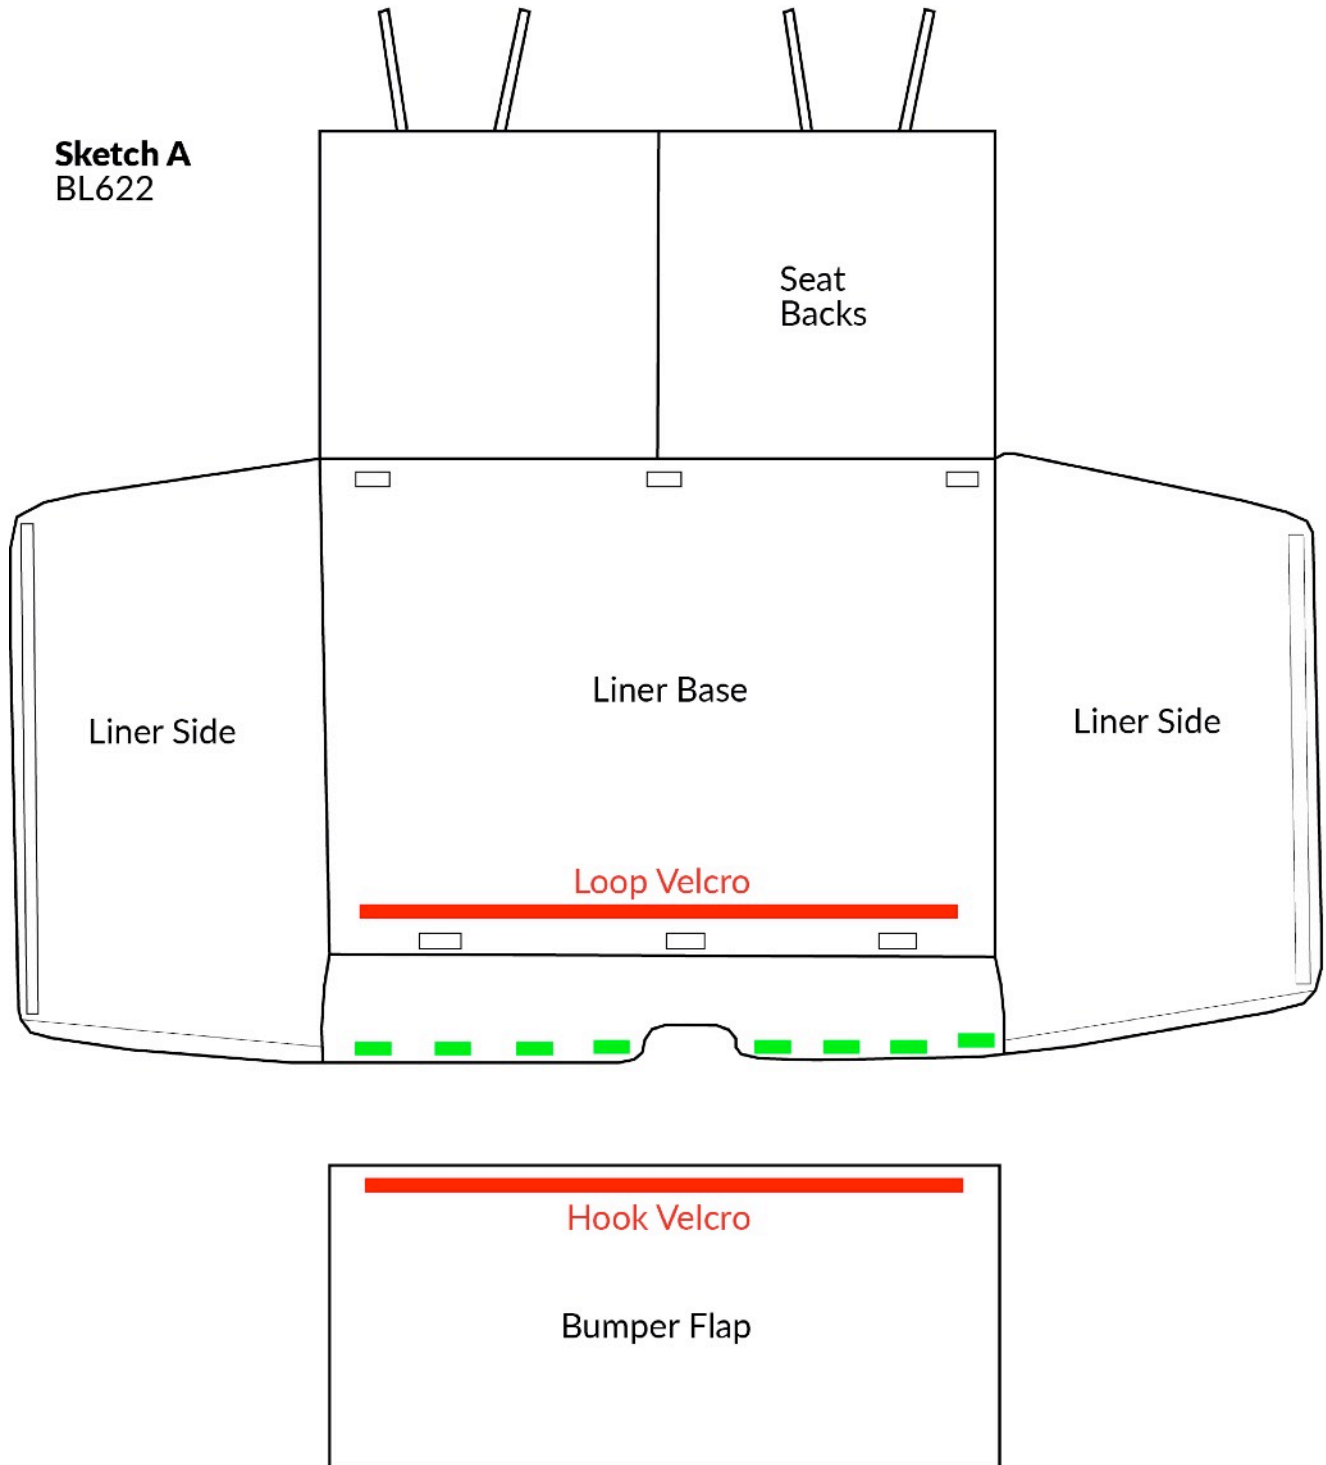 Sketch A
BL622
Seat
Backs
Liner Base
Liner Side
Liner Side
Loop Velcro
Hook Velcro
Bumper Flap